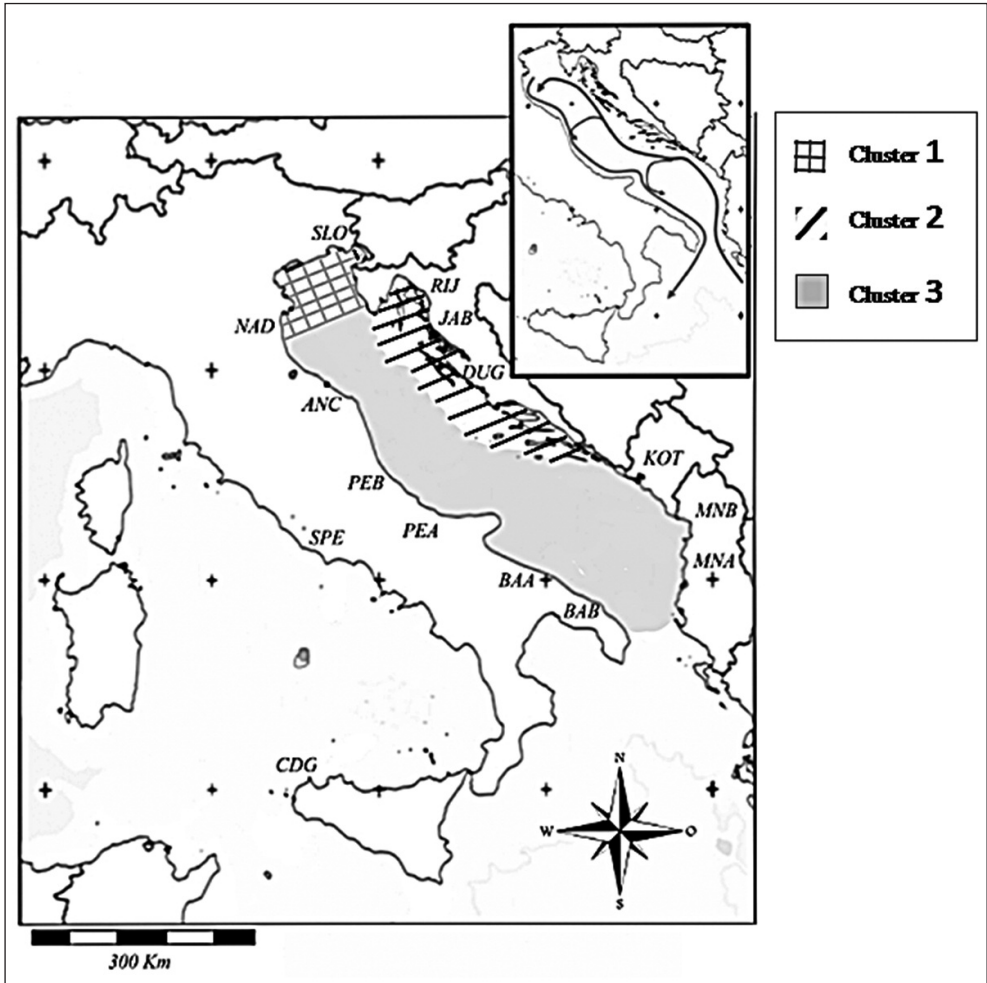 Cluster 1
Cluster 2
Cluster 3
SLO
RIJ
NAD
JAB
DUG
ANC
KOT
PEB
MNB
PEA
SPE
MNA
BAA
BAB
CDG
N
W O
S
300 Km